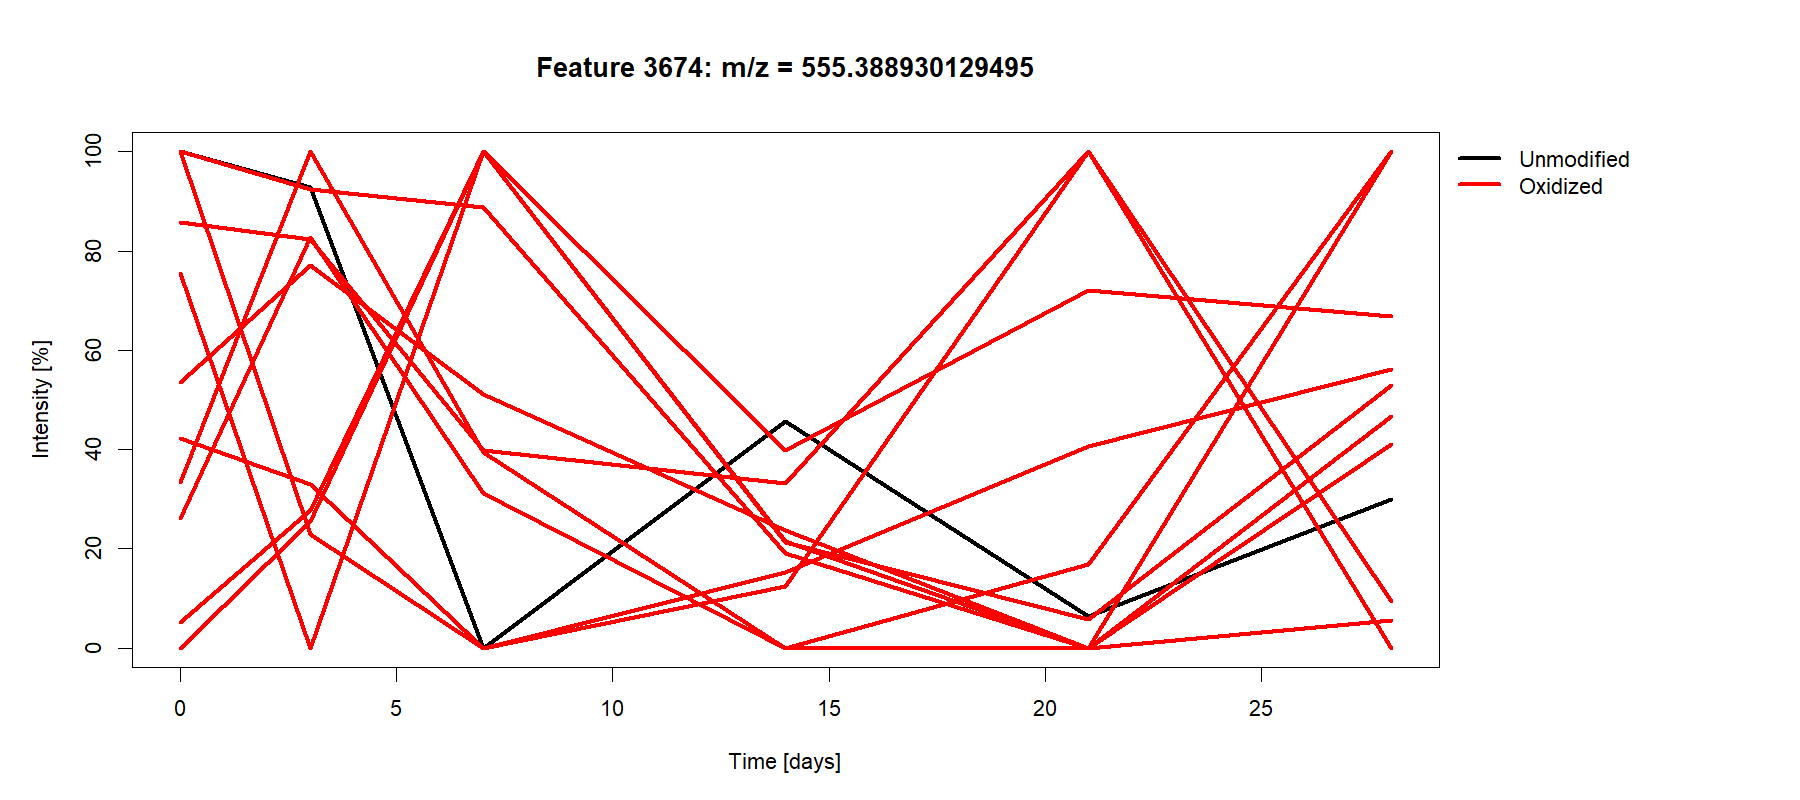 Feature 3674: m/z = 555.388930129495
Unmodified
Oxidized
Intensity [%]
100
80
60
40
20
0
0 5 10 15 20 25
Time [days]